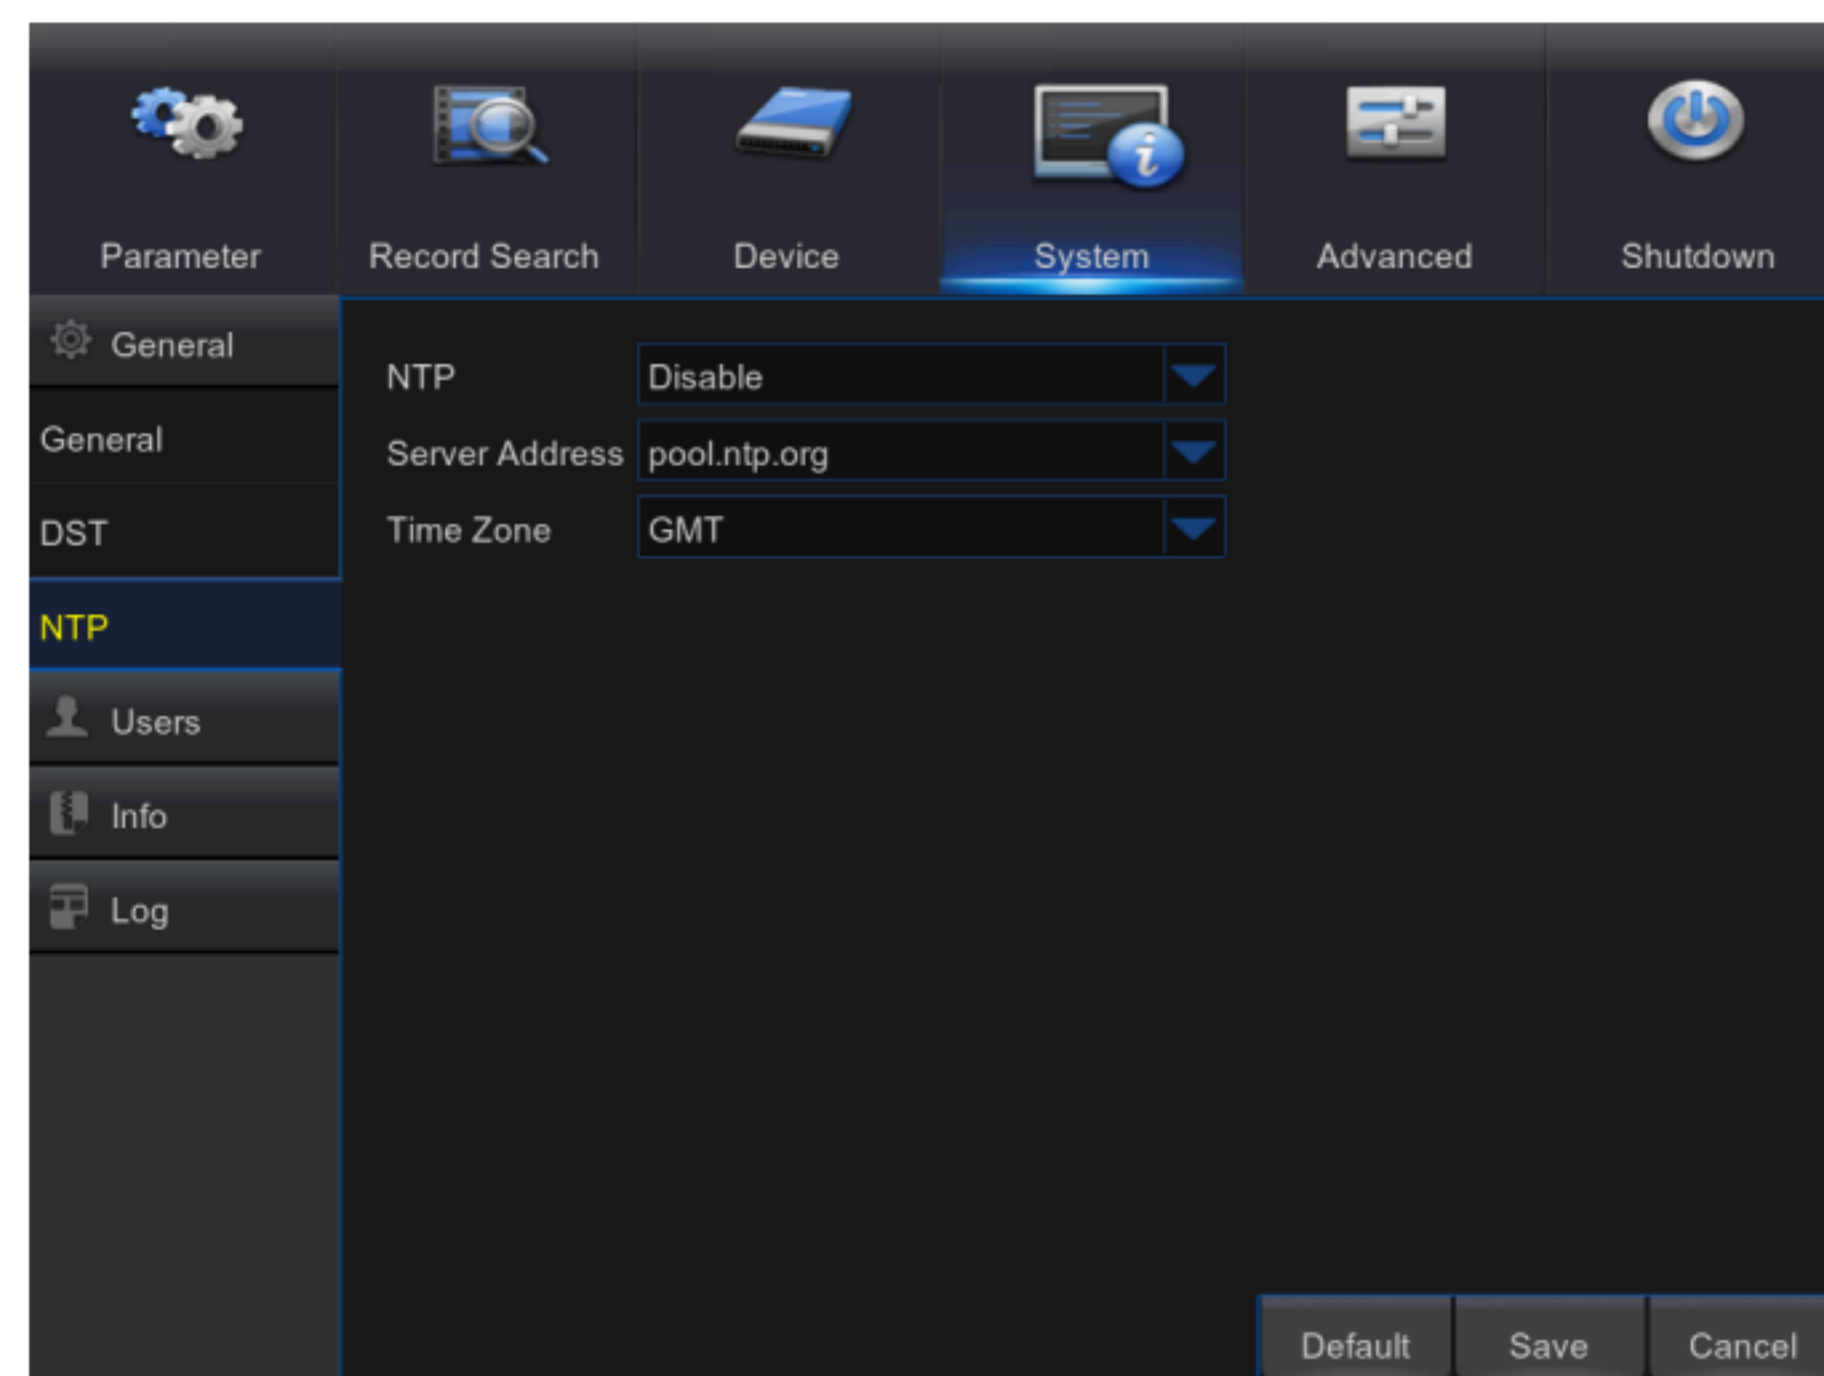 Parameter
Record Search
Device
System
Advanced
Shutdown
General
General
DST
NTP
Users
Info
Log
NTP Disable
Server Address pool.ntp.org
Time Zone GMT
Default
Save
Cancel